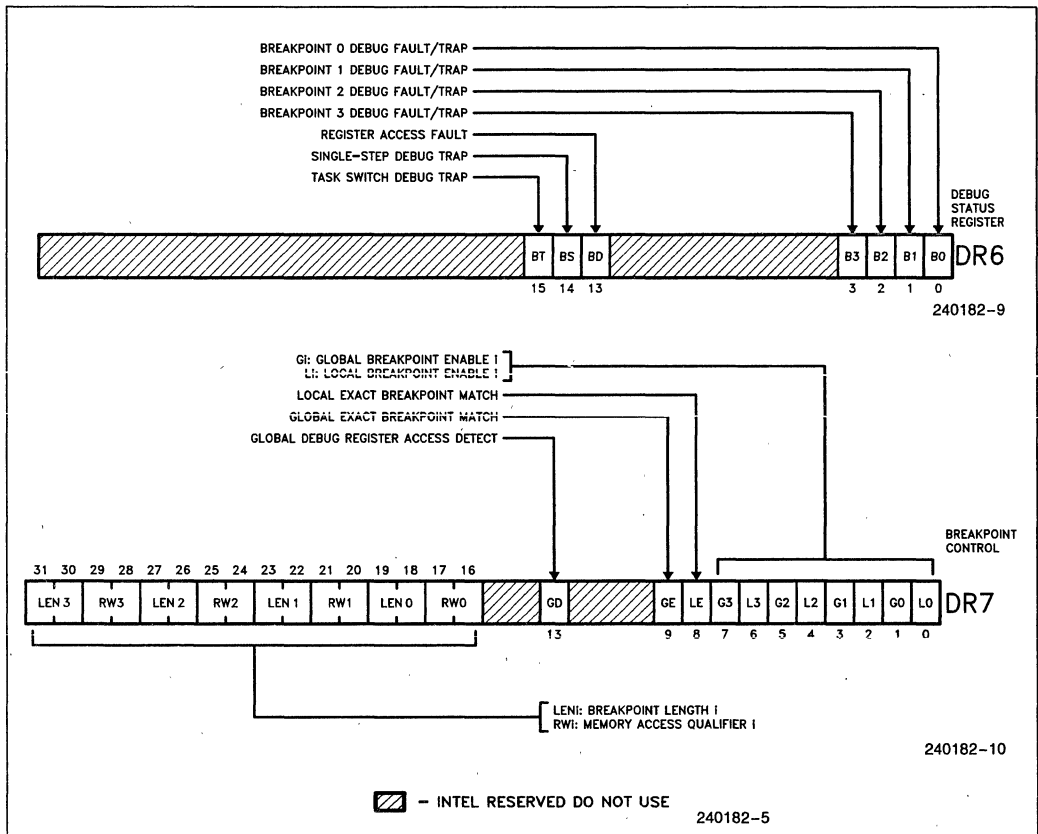 BREAKPOINT 0 DEBUG FAULT/TRAP
BREAKPOINT 1 DEBUG FAULT/TRAP
BREAKPOINT 2 DEBUG FAULT/TRAP
BREAKPOINT 3 DEBUG FAULT/TRAP
REGISTER ACCESS FAULT
SINGLE-STEP DEBUG TRAP
TASK SWITCH DEBUG TRAP
DEBUG
STATUS
REGISTER
BT BS BD B3 B2 B1 B0 DR6
15 14 13 3 2 1 0
240182-9
GI: GLOBAL BREAKPOINT ENABLE I
LI: LOCAL BREAKPOINT ENABLE I
LOCAL EXACT BREAKPOINT MATCH
GLOBAL EXACT BREAKPOINT MATCH
GLOBAL DEBUG REGISTER ACCESS DETECT
BREAKPOINT
CONTROL
31 30 29 28 27 26 25 24 23 22 21 20 19 18 17 16
LEN 3 RW3 LEN 2 RW2 LEN 1 RW1 LEN 0 RW0 GD GE LE G3 L3 G2 L2 G1 L1 G0 L0 DR7
13 9 8 7 6 5 4 3 2 1 0
LENI: BREAKPOINT LENGTH I
RWI: MEMORY ACCESS QUALIFIER I
240182-10
- INTEL RESERVED DO NOT USE
240182-5